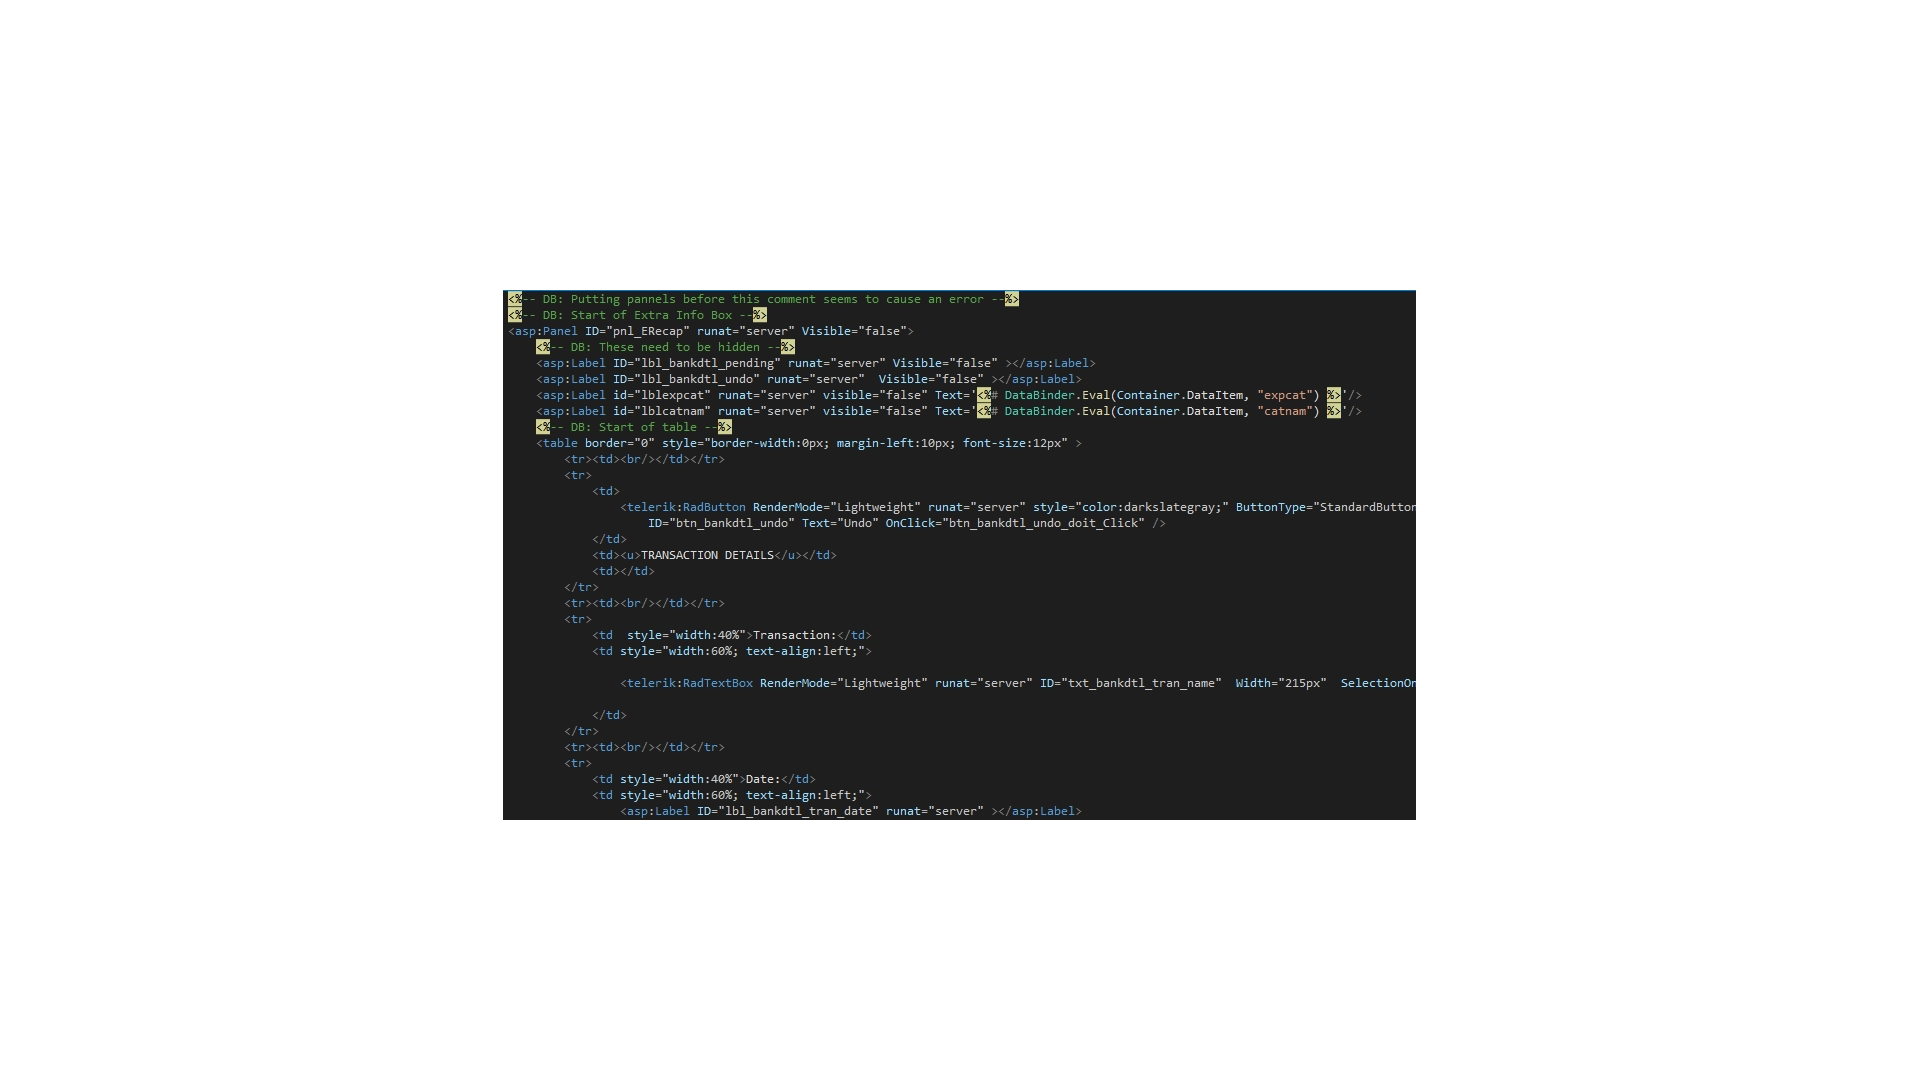 <%-- DB: Putting pannels before this comment seems to cause an error --%>
<%-- DB: Start of Extra Info Box --%>
<asp:Panel ID="pnl_ERecap" runat="server" Visible="false">
    <%-- DB: These need to be hidden --%>
    <asp:Label ID="lbl_bankdtl_pending" runat="server" Visible="false" ></asp:Label>
    <asp:Label ID="lbl_bankdtl_undo" runat="server"  Visible="false" ></asp:Label>
    <asp:Label id="lblexpcat" runat="server" visible="false" Text='<%# DataBinder.Eval(Container.DataItem, "expcat") %>'/>
    <asp:Label id="lblcatnam" runat="server" visible="false" Text='<%# DataBinder.Eval(Container.DataItem, "catnam") %>'/>
    <%-- DB: Start of table --%>
    <table border="0" style="border-width:0px; margin-left:10px; font-size:12px" >
        <tr><td><br/></td></tr>
        <tr>
            <td>
                <telerik:RadButton RenderMode="Lightweight" runat="server" style="color:darkslategray;" ButtonType="StandardButton
                    ID="btn_bankdtl_undo" Text="Undo" OnClick="btn_bankdtl_undo_doit_Click" />
            </td>
            <td><u>TRANSACTION DETAILS</u></td>
            <td></td>
        </tr>
        <tr><td><br/></td></tr>
        <tr>
            <td  style="width:40%">Transaction:</td>
            <td style="width:60%; text-align:left;">
                <telerik:RadTextBox RenderMode="Lightweight" runat="server" ID="txt_bankdtl_tran_name"  Width="215px"  SelectionOn
            </td>
        </tr>
        <tr><td><br/></td></tr>
        <tr>
            <td style="width:40%">Date:</td>
            <td style="width:60%; text-align:left;">
                <asp:Label ID="lbl_bankdtl_tran_date" runat="server" ></asp:Label>